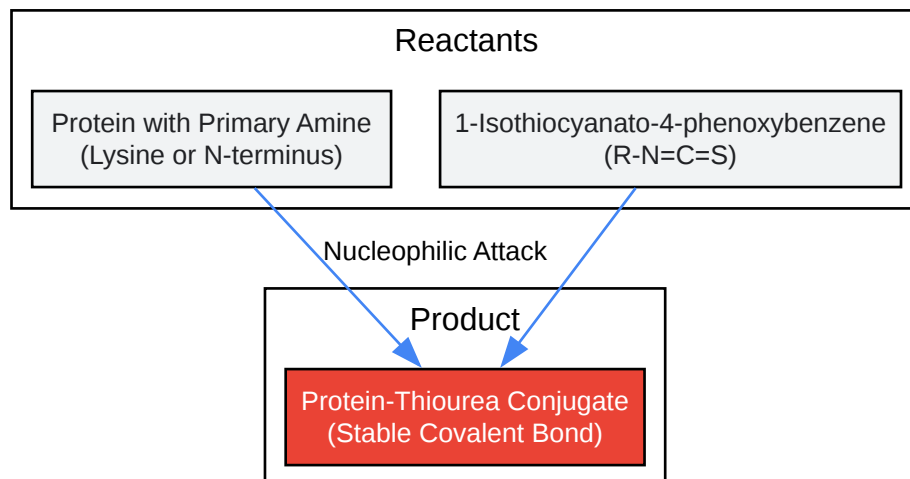 Reactants
Protein with Primary Amine
(Lysine or N-terminus)
1-Isothiocyanato-4-phenoxybenzene
(R-N=C=S)
Nucleophilic Attack
Product
Protein-Thiourea Conjugate
(Stable Covalent Bond)